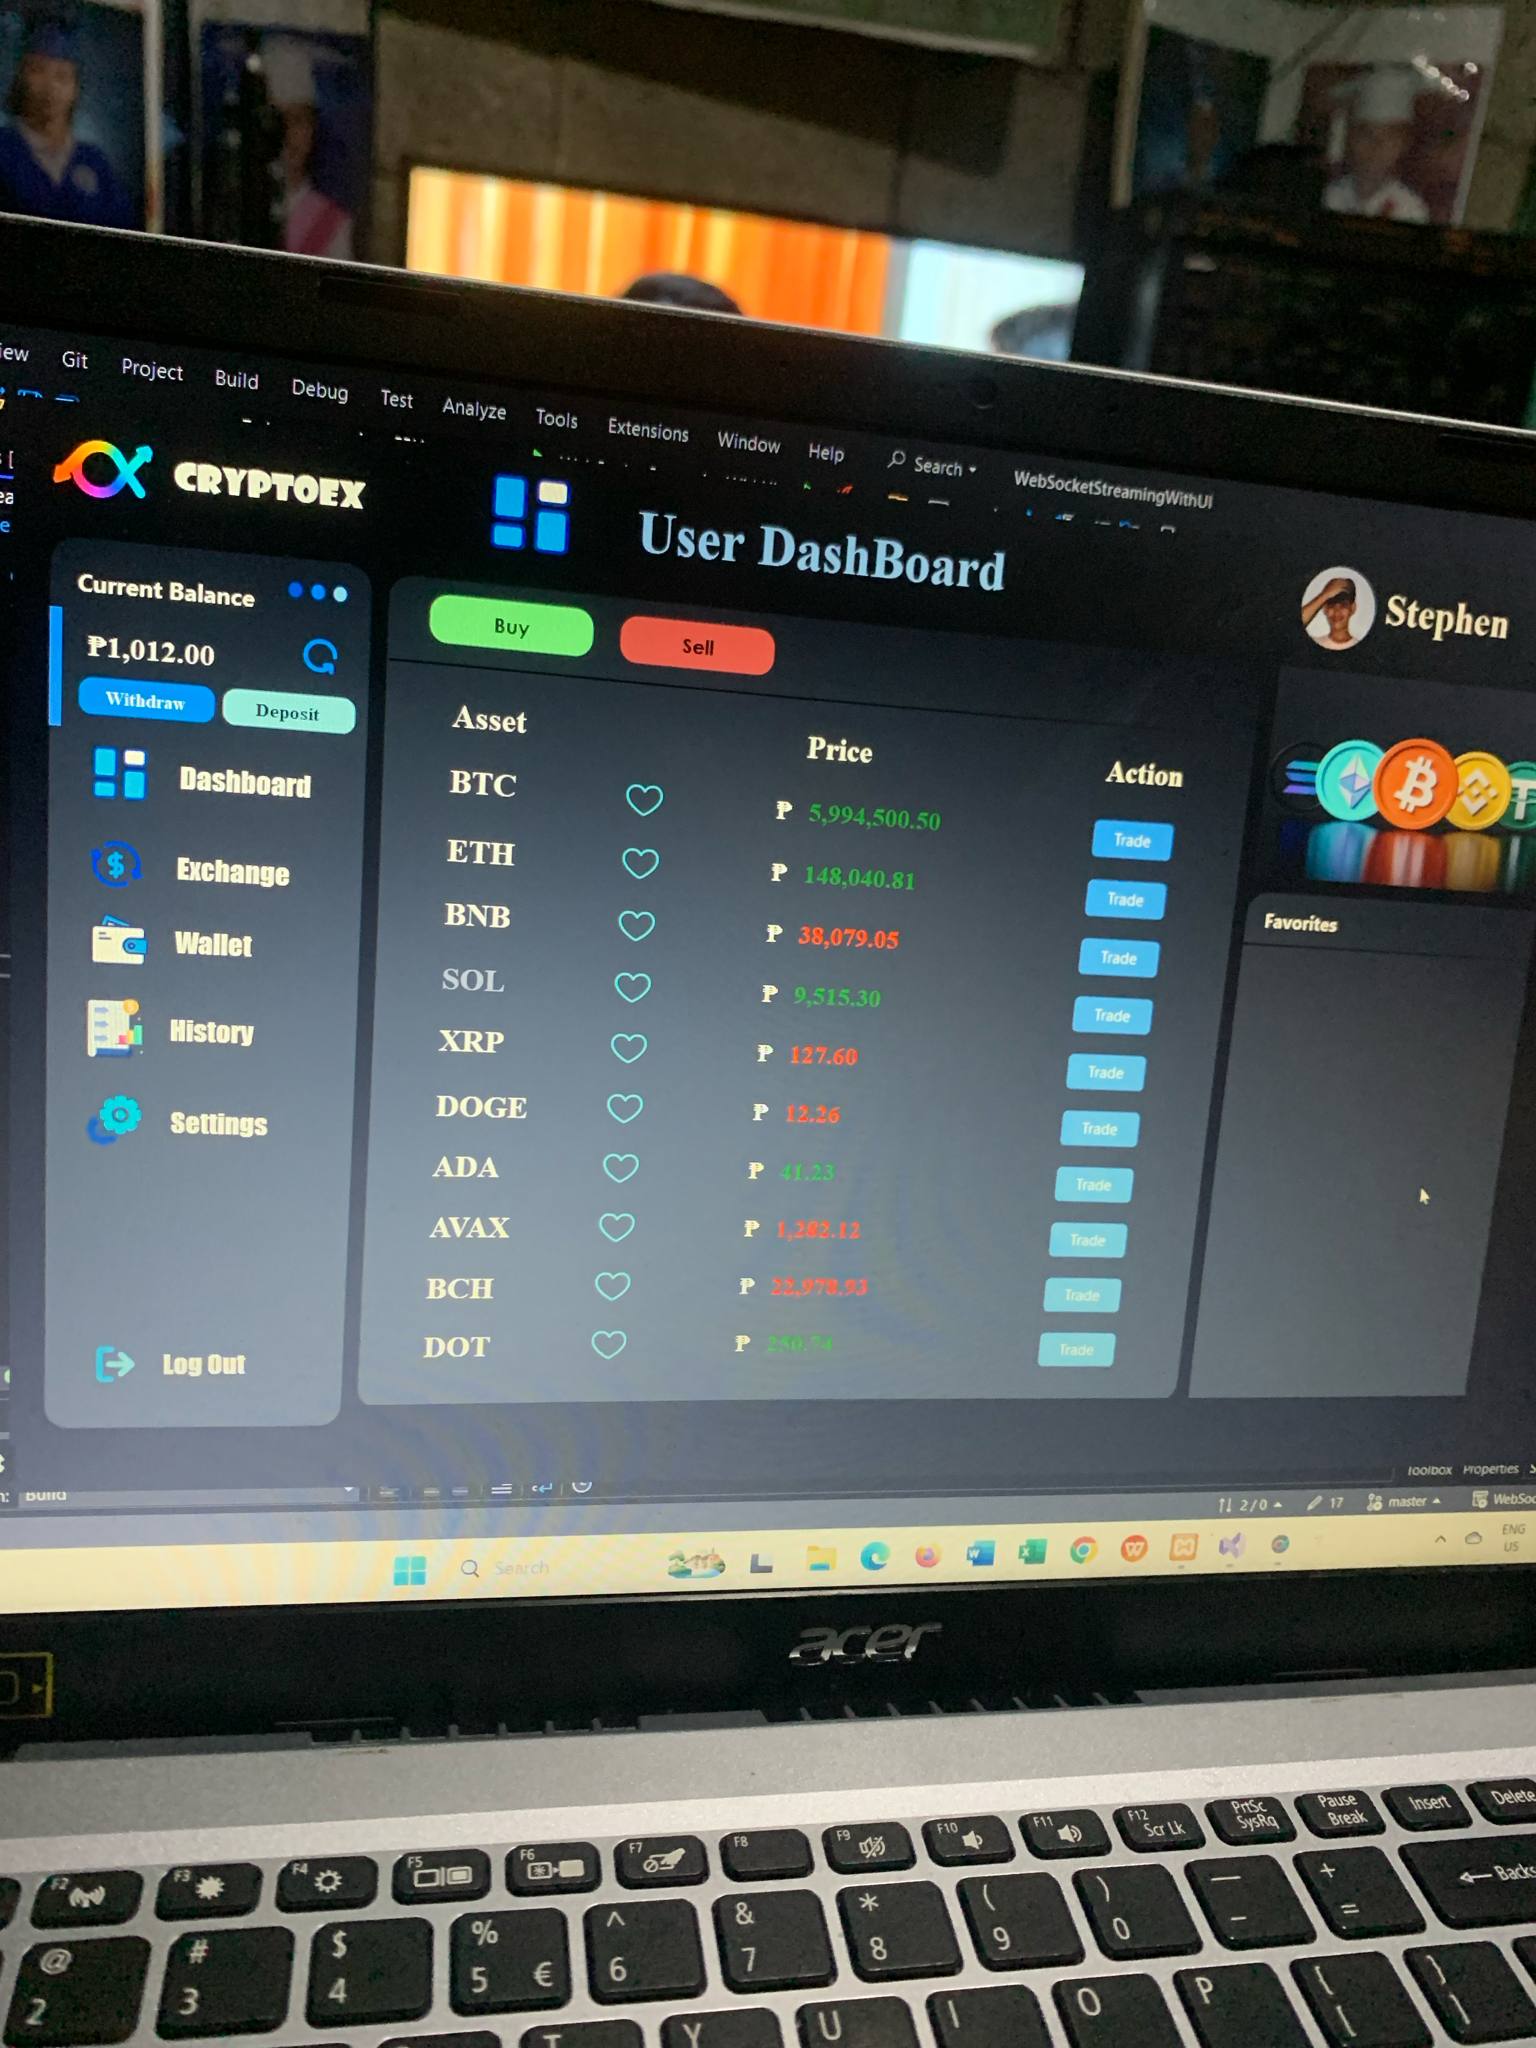 Git Project Build Debug Test Analyze Tools Extensions Window Help Search WebSocketStreamingWithUI
CRYPTOEX
User DashBoard
Stephen
Current Balance
₱1,012.00
Withdraw Deposit
Dashboard
Exchange
Wallet
History
Settings
Log Out
Buy Sell
Asset Price Action
BTC ₱ 5,994,500.50 Trade
ETH ₱ 148,040.81 Trade
BNB ₱ 38,079.05 Trade
SOL ₱ 9,515.30 Trade
XRP ₱ 127.60 Trade
DOGE ₱ 12.26 Trade
ADA ₱ 41.23 Trade
AVAX ₱ 1,282.12 Trade
BCH ₱ 22,978.93 Trade
DOT ₱ 250.74 Trade
Favorites
Toolbox Properties
Build
2/0 17 master
Search
ENG
US
acer
F2 F3 F4 F5 F6 F7 F8 F9 F10 F11 F12 Scr Lk PrtSc SysRq Pause Break Insert Delete
@ 2 # 3 $ 4 % 5 € ^ 6 & 7 * 8 ( 9 ) 0 — - + =
T Y U I O P { [ } ]